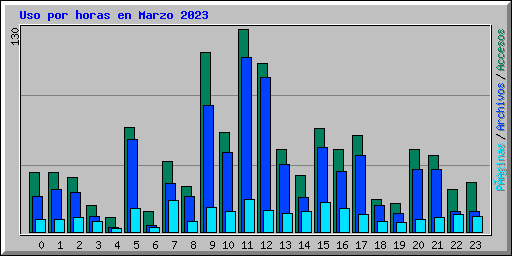 Uso por horas en Marzo 2023
130
Páginas / Archivos / Accesos
0 1 2 3 4 5 6 7 8 9 10 11 12 13 14 15 16 17 18 19 20 21 22 23